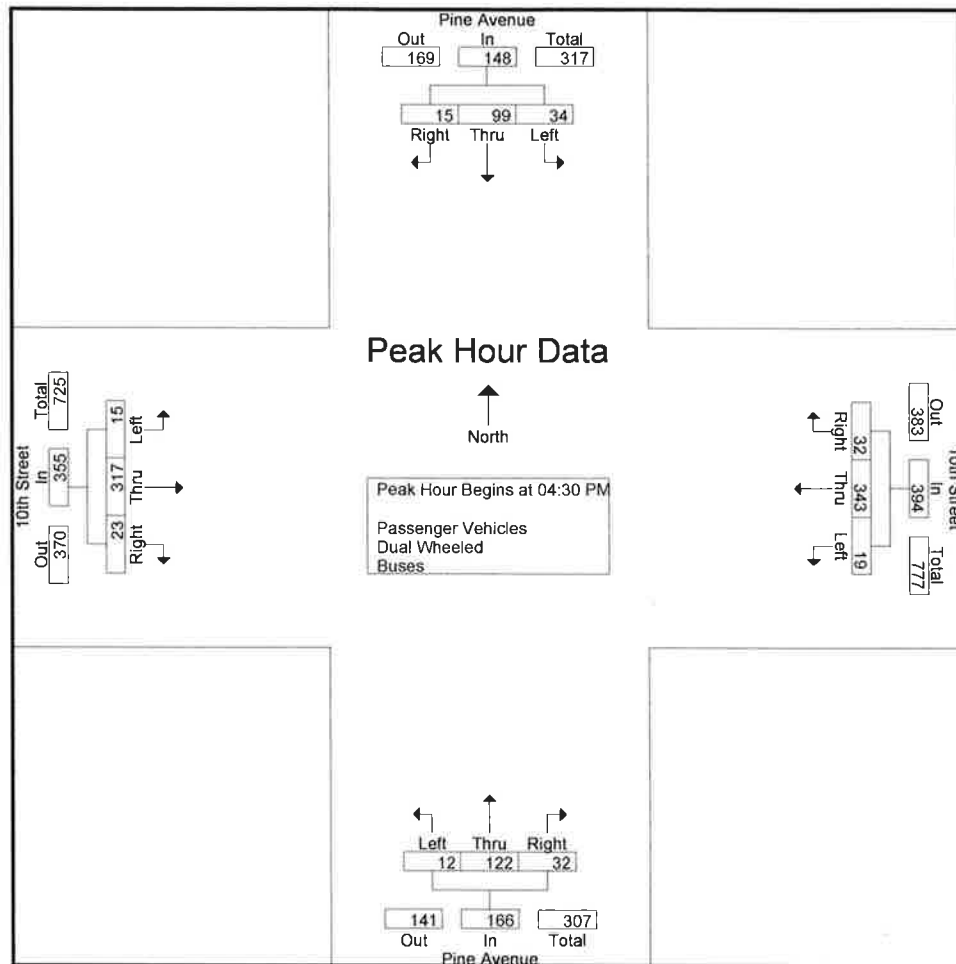 Pine Avenue
Out In Total
169 148 317
15 99 34
Right Thru Left
Peak Hour Data
North
Peak Hour Begins at 04:30 PM
Passenger Vehicles
Dual Wheeled
Buses
10th Street
Total In Out
725 355 370
15 317 23
Left Thru Right
Right Thru Left
32 343 19
Out In Total
383 394 777
10th Street
Left Thru Right
12 122 32
141 166 307
Out In Total
Pine Avenue